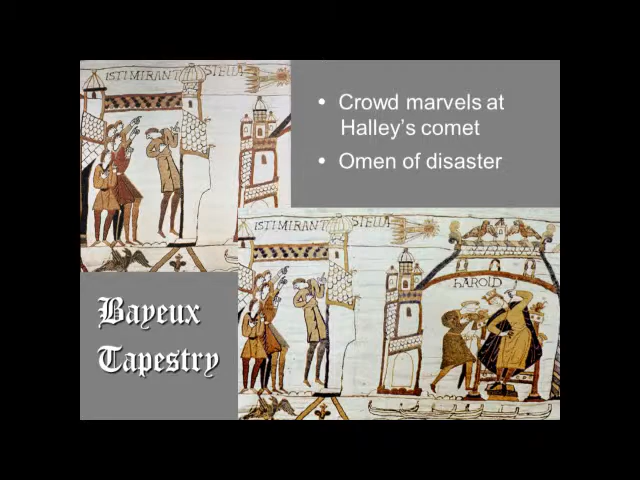 ISTI MIRANT STELLA
• Crowd marvels at
Halley's comet
• Omen of disaster
ISTI MIRANT STELLA
HAROLD
Bayeux
Tapestry